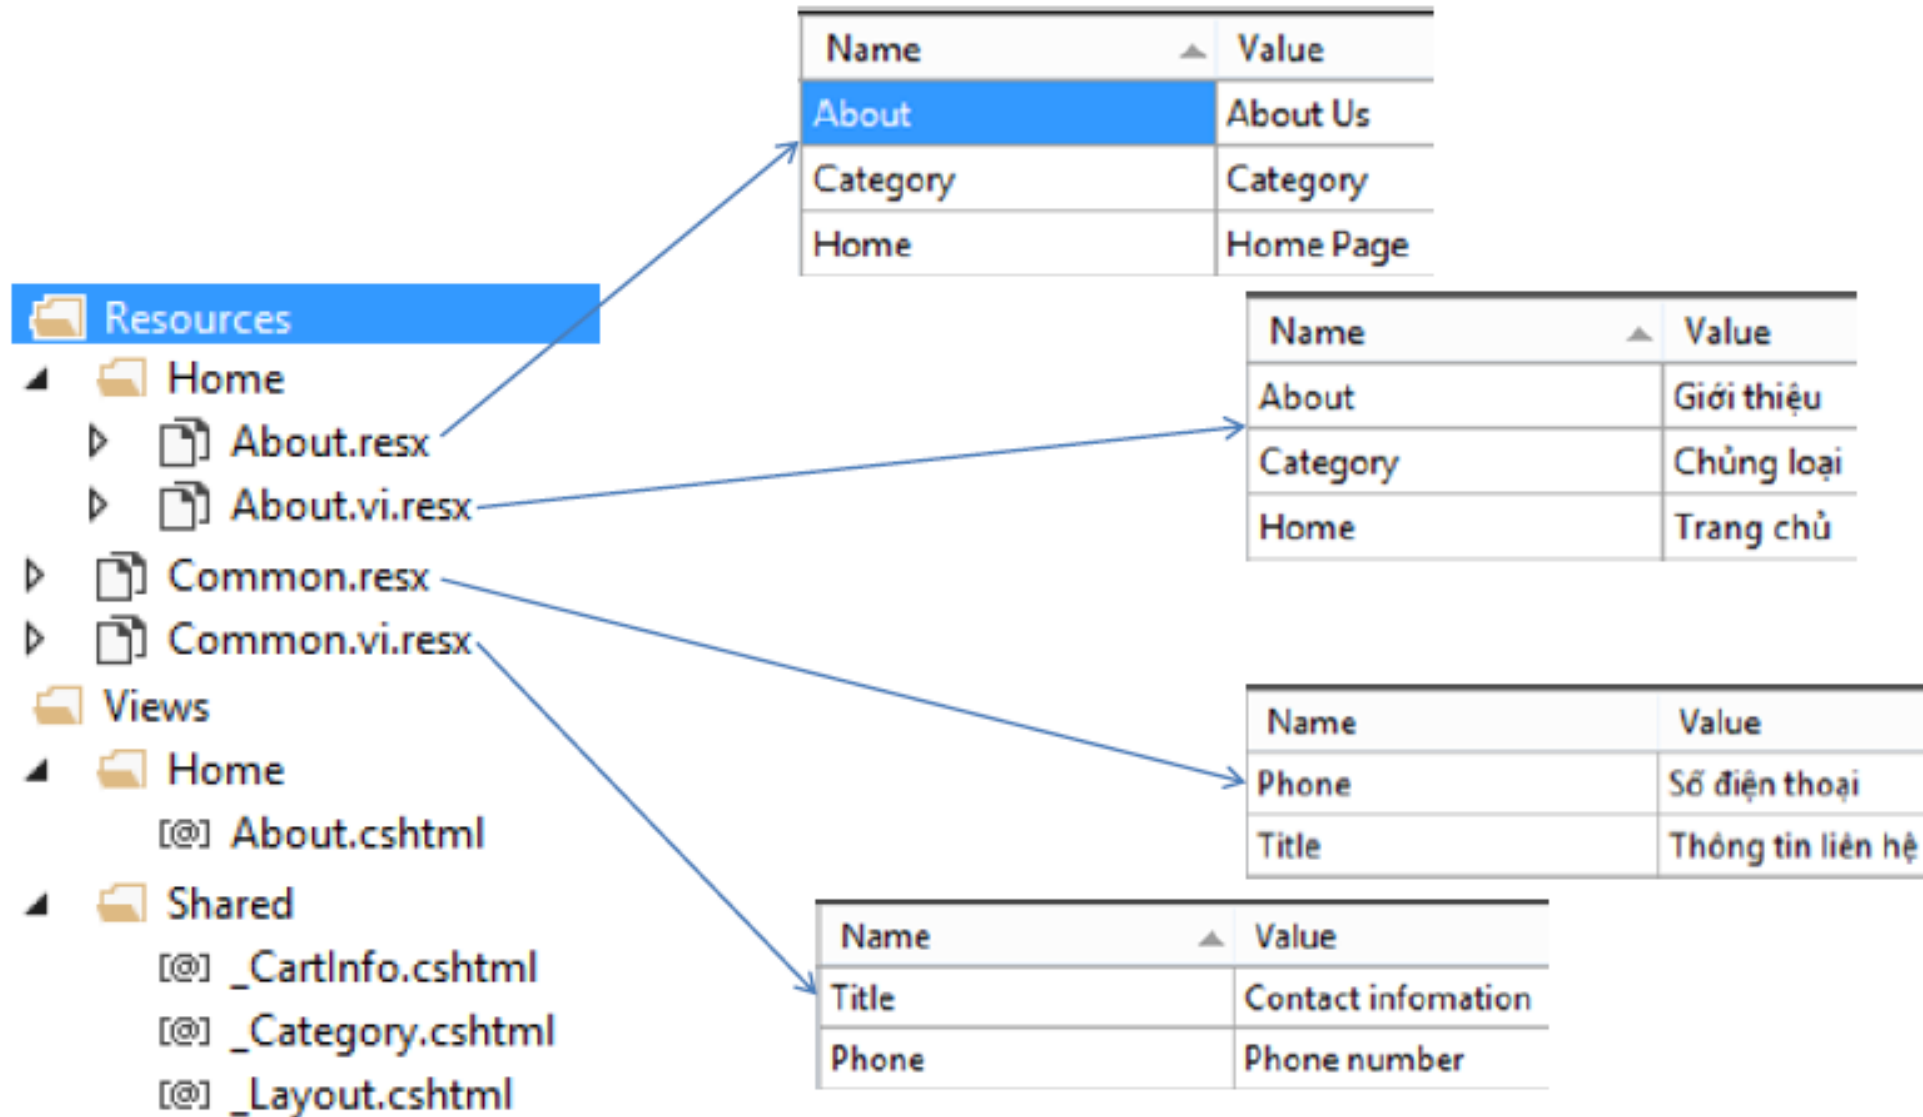 Name Value
About About Us
Category Category
Home Home Page
Resources
Home
About.resx
About.vi.resx
Common.resx
Common.vi.resx
Views
Home
[@] About.cshtml
Shared
[@] _CartInfo.cshtml
[@] _Category.cshtml
[@] _Layout.cshtml
Name Value
About Giới thiệu
Category Chủng loại
Home Trang chủ
Name Value
Phone Số điện thoại
Title Thông tin liên hệ
Name Value
Title Contact infomation
Phone Phone number